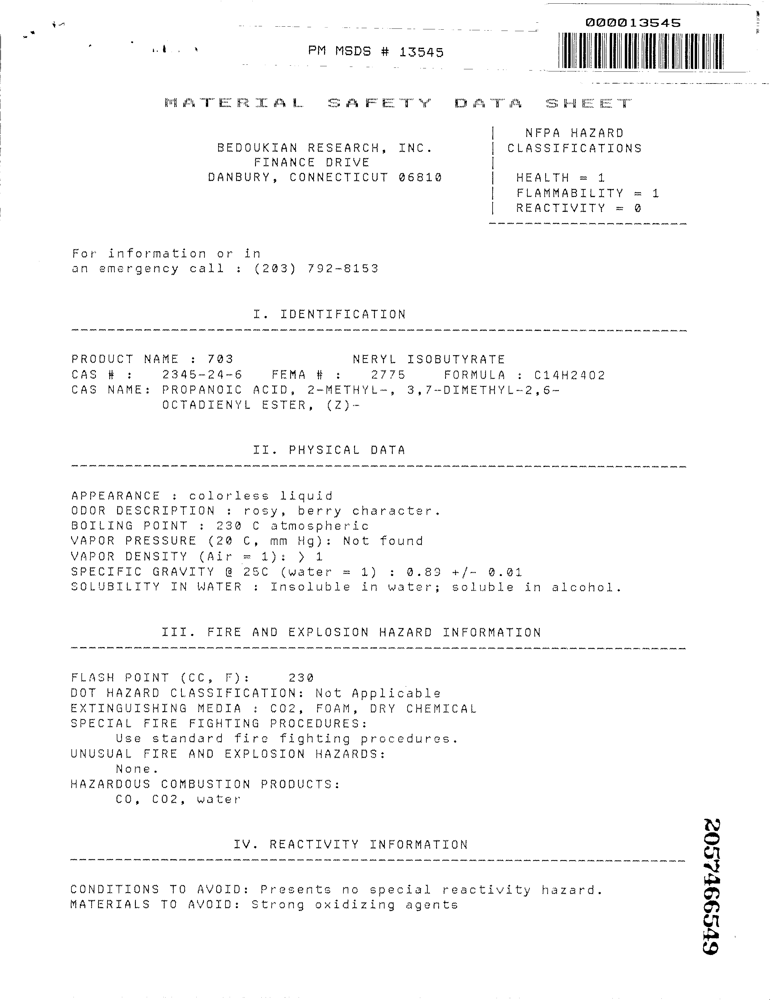 000013545
PM MSDS # 13545
MATERIAL SAFETY DATA SHEET
BEDOUKIAN RESEARCH, INC.
FINANCE DRIVE
DANBURY, CONNECTICUT 06810
NFPA HAZARD
CLASSIFICATIONS
HEALTH = 1
FLAMMABILITY = 1
REACTIVITY = 0
For information or in
an emergency call : (203) 792-8153
I. IDENTIFICATION
PRODUCT NAME : 703 NERYL ISOBUTYRATE
CAS # : 2345-24-6 FEMA # : 2775 FORMULA : C14H24O2
CAS NAME: PROPANOIC ACID, 2-METHYL-, 3,7-DIMETHYL-2,6-
OCTADIENYL ESTER, (Z)-
II. PHYSICAL DATA
APPEARANCE : colorless liquid
ODOR DESCRIPTION : rosy, berry character.
BOILING POINT : 230 C atmospheric
VAPOR PRESSURE (20 C, mm Hg): Not found
VAPOR DENSITY (Air = 1): > 1
SPECIFIC GRAVITY @ 25C (water = 1) : 0.89 +/- 0.01
SOLUBILITY IN WATER : Insoluble in water; soluble in alcohol.
III. FIRE AND EXPLOSION HAZARD INFORMATION
FLASH POINT (CC, F): 230
DOT HAZARD CLASSIFICATION: Not Applicable
EXTINGUISHING MEDIA : CO2, FOAM, DRY CHEMICAL
SPECIAL FIRE FIGHTING PROCEDURES:
Use standard fire fighting procedures.
UNUSUAL FIRE AND EXPLOSION HAZARDS:
None.
HAZARDOUS COMBUSTION PRODUCTS:
CO, CO2, water
IV. REACTIVITY INFORMATION
CONDITIONS TO AVOID: Presents no special reactivity hazard.
MATERIALS TO AVOID: Strong oxidizing agents
2057466549